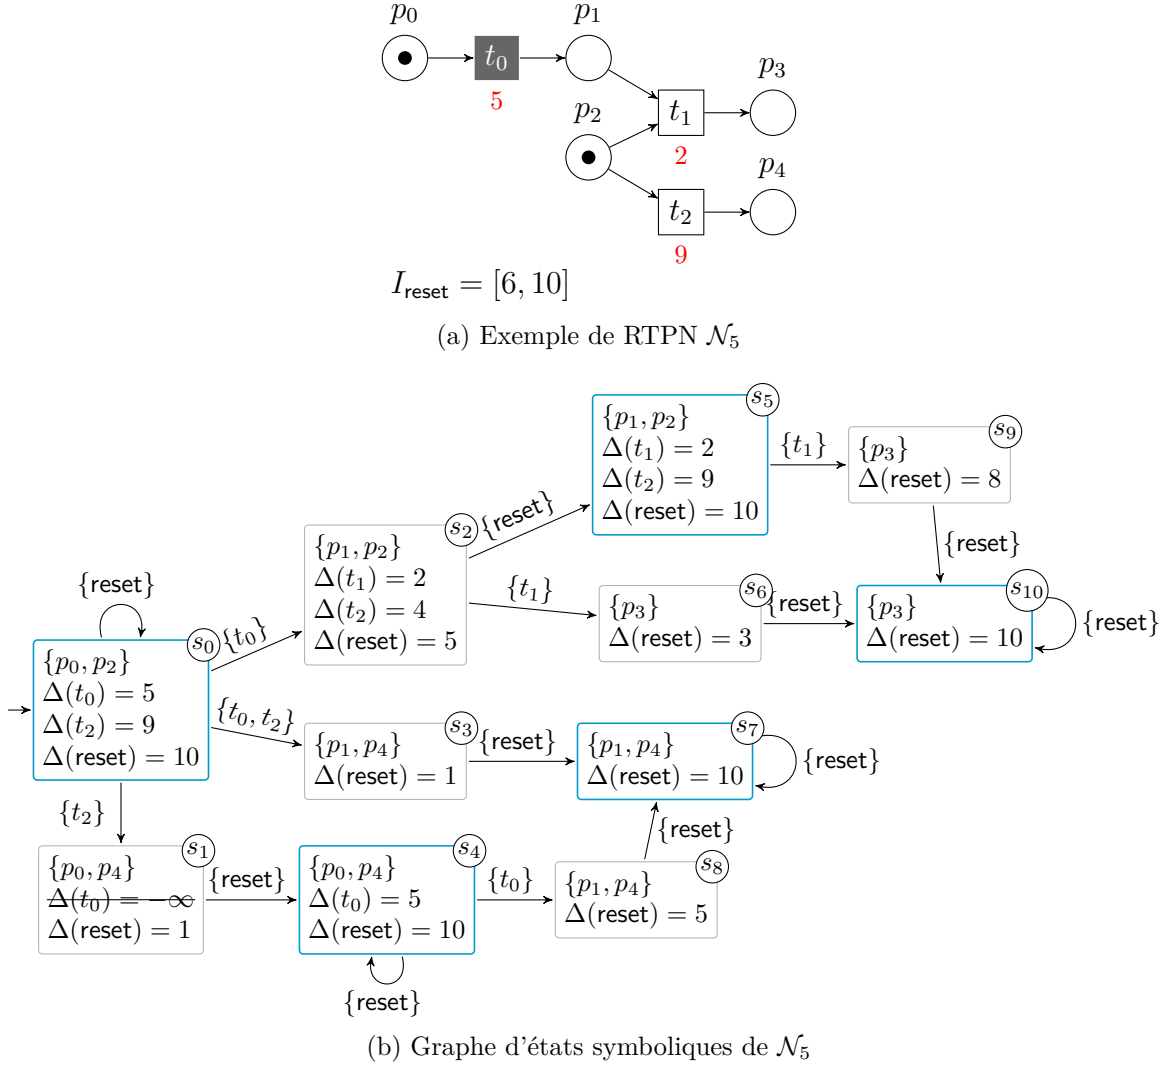 p₀
p₁
t₀
p₃
5
p₂
t₁
2
p₄
t₂
9
I_reset = [6, 10]
(a) Exemple de RTPN 𝒩₅
s₅
{p₁, p₂}
Δ(t₁) = 2
Δ(t₂) = 9
Δ(reset) = 10
{t₁}
s₉
{p₃}
Δ(reset) = 8
{reset}
{reset}
s₂
{p₁, p₂}
Δ(t₁) = 2
Δ(t₂) = 4
Δ(reset) = 5
{t₁}
s₆
{p₃}
Δ(reset) = 3
{reset}
s₁₀
{p₃}
Δ(reset) = 10
{reset}
{reset}
s₀
{p₀, p₂}
Δ(t₀) = 5
Δ(t₂) = 9
Δ(reset) = 10
{t₀}
{t₀, t₂}
s₃
{p₁, p₄}
Δ(reset) = 1
{reset}
s₇
{p₁, p₄}
Δ(reset) = 10
{reset}
{t₂}
{reset}
s₁
{p₀, p₄}
Δ(t₀) = −∞
Δ(reset) = 1
{reset}
s₄
{p₀, p₄}
Δ(t₀) = 5
Δ(reset) = 10
{t₀}
s₈
{p₁, p₄}
Δ(reset) = 5
{reset}
(b) Graphe d'états symboliques de 𝒩₅